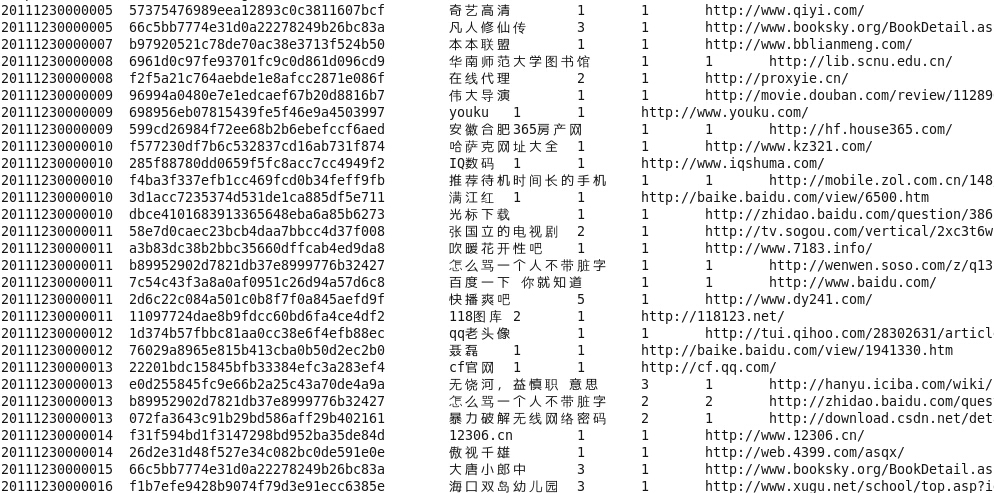 20111230000005 57375476989eea12893c0c3811607bcf 奇艺高清 1 1 http://www.qiyi.com/
20111230000005 66c5bb7774e31d0a22278249b26bc83a 凡人修仙传 3 1 http://www.booksky.org/BookDetail.as
20111230000007 b97920521c78de70ac38e3713f524b50 本本联盟 1 1 http://www.bblianmeng.com/
20111230000008 6961d0c97fe93701fc9c0d861d096cd9 华南师范大学图书馆 1 1 http://lib.scnu.edu.cn/
20111230000008 f2f5a21c764aebde1e8afcc2871e086f 在线代理 2 1 http://proxyie.cn/
20111230000009 96994a0480e7e1edcaef67b20d8816b7 伟大导演 1 1 http://movie.douban.com/review/11289
20111230000009 698956eb07815439fe5f46e9a4503997 youku 1 1 http://www.youku.com/
20111230000009 599cd26984f72ee68b2b6ebefccf6aed 安徽合肥365房产网 1 1 http://hf.house365.com/
20111230000010 f577230df7b6c532837cd16ab731f874 哈萨克网址大全 1 1 http://www.kz321.com/
20111230000010 285f88780dd0659f5fc8acc7cc4949f2 IQ数码 1 1 http://www.iqshuma.com/
20111230000010 f4ba3f337efb1cc469fcd0b34feff9fb 推荐待机时间长的手机 1 1 http://mobile.zol.com.cn/148
20111230000010 3d1acc7235374d531de1ca885df5e711 满江红 1 1 http://baike.baidu.com/view/6500.htm
20111230000010 dbce4101683913365648eba6a85b6273 光标下载 1 1 http://zhidao.baidu.com/question/386
20111230000011 58e7d0caec23bcb4daa7bbcc4d37f008 张国立的电视剧 2 1 http://tv.sogou.com/vertical/2xc3t6w
20111230000011 a3b83dc38b2bbc35660dffcab4ed9da8 吹暖花开性吧 1 1 http://www.7183.info/
20111230000011 b89952902d7821db37e8999776b32427 怎么骂一个人不带脏字 1 1 http://wenwen.soso.com/z/q13
20111230000011 7c54c43f3a8a0af0951c26d94a57d6c8 百度一下 你就知道 1 1 http://www.baidu.com/
20111230000011 2d6c22c084a501c0b8f7f0a845aefd9f 快播爽吧 5 1 http://www.dy241.com/
20111230000011 11097724dae8b9fdcc60bd6fa4ce4df2 118图库 2 1 http://118123.net/
20111230000012 1d374b57fbbc81aa0cc38e6f4efb88ec qq老头像 1 1 http://tui.qihoo.com/28302631/articl
20111230000012 76029a8965e815b413cba0b50d2ec2b0 聂磊 1 1 http://baike.baidu.com/view/1941330.htm
20111230000013 22201bdc15845bfb33384efc3a283ef4 cf官网 1 1 http://cf.qq.com/
20111230000013 e0d255845fc9e66b2a25c43a70de4a9a 无饶河，益慎职 意思 3 1 http://hanyu.iciba.com/wiki/
20111230000013 b89952902d7821db37e8999776b32427 怎么骂一个人不带脏字 2 2 http://zhidao.baidu.com/ques
20111230000013 072fa3643c91b29bd586aff29b402161 暴力破解无线网络密码 2 1 http://download.csdn.net/det
20111230000014 f31f594bd1f3147298bd952ba35de84d 12306.cn 1 1 http://www.12306.cn/
20111230000014 26d2e31d48f527e34c082bc0de591e0e 傲视千雄 1 1 http://web.4399.com/asqx/
20111230000015 66c5bb7774e31d0a22278249b26bc83a 大唐小郎中 3 1 http://www.booksky.org/BookDetail.as
20111230000016 f1b7efe9428b9074f79d3e91ecc6385e 海口双岛幼儿园 3 1 http://www.xugu.net/school/top.asp?i